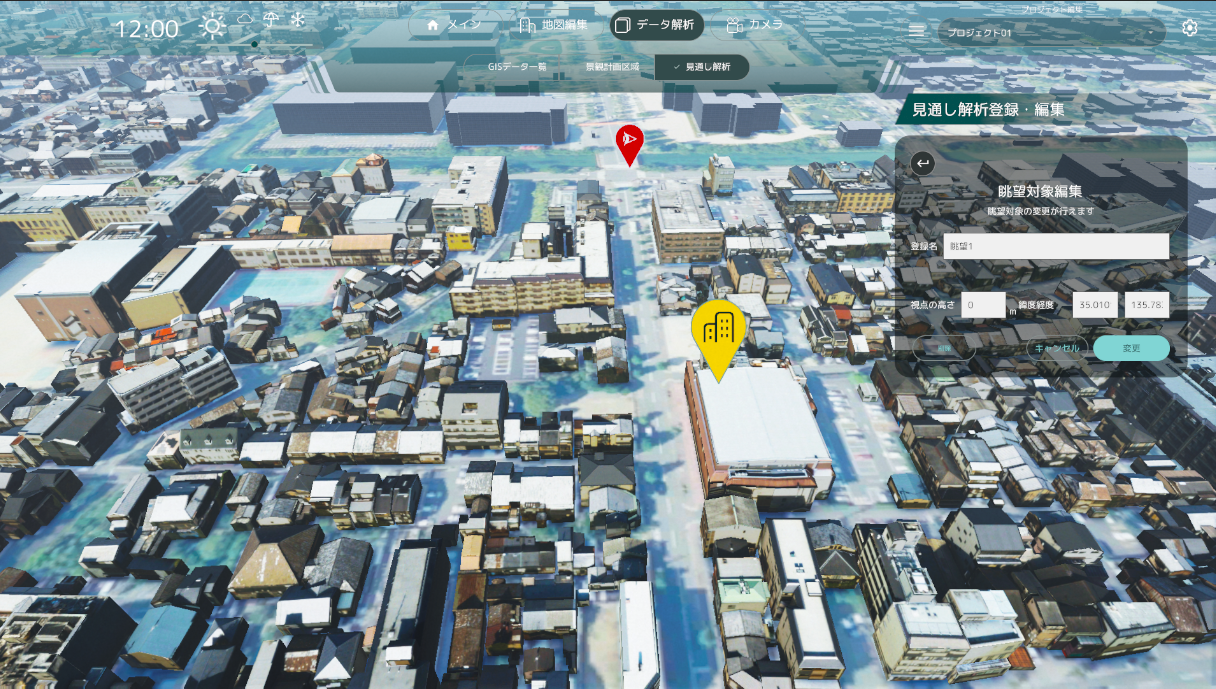 12:00
メイン
地図編集
データ解析
カメラ
プロジェクト編集
プロジェクト01
GISデータ一覧
景観計画区域
見通し解析
見通し解析登録・編集
眺望対象編集
眺望対象の変更が行えます
登録名
眺望1
視点の高さ
0
m
緯度経度
35.010
135.78
キャンセル
変更